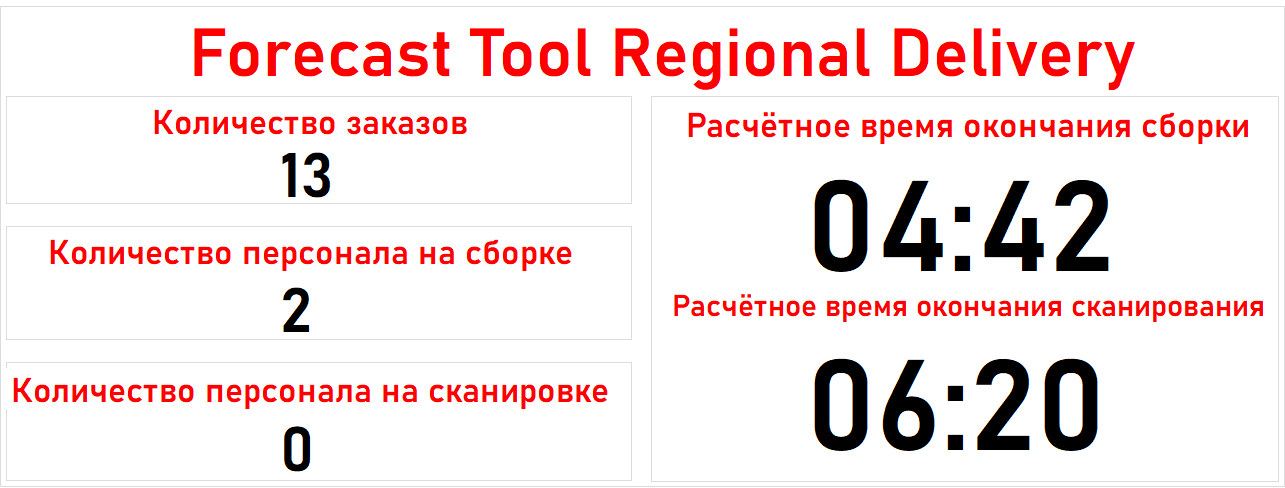 Forecast Tool Regional Delivery
Количество заказов
13
Количество персонала на сборке
2
Количество персонала на сканировке
0
Расчётное время окончания сборки
04:42
Расчётное время окончания сканирования
06:20